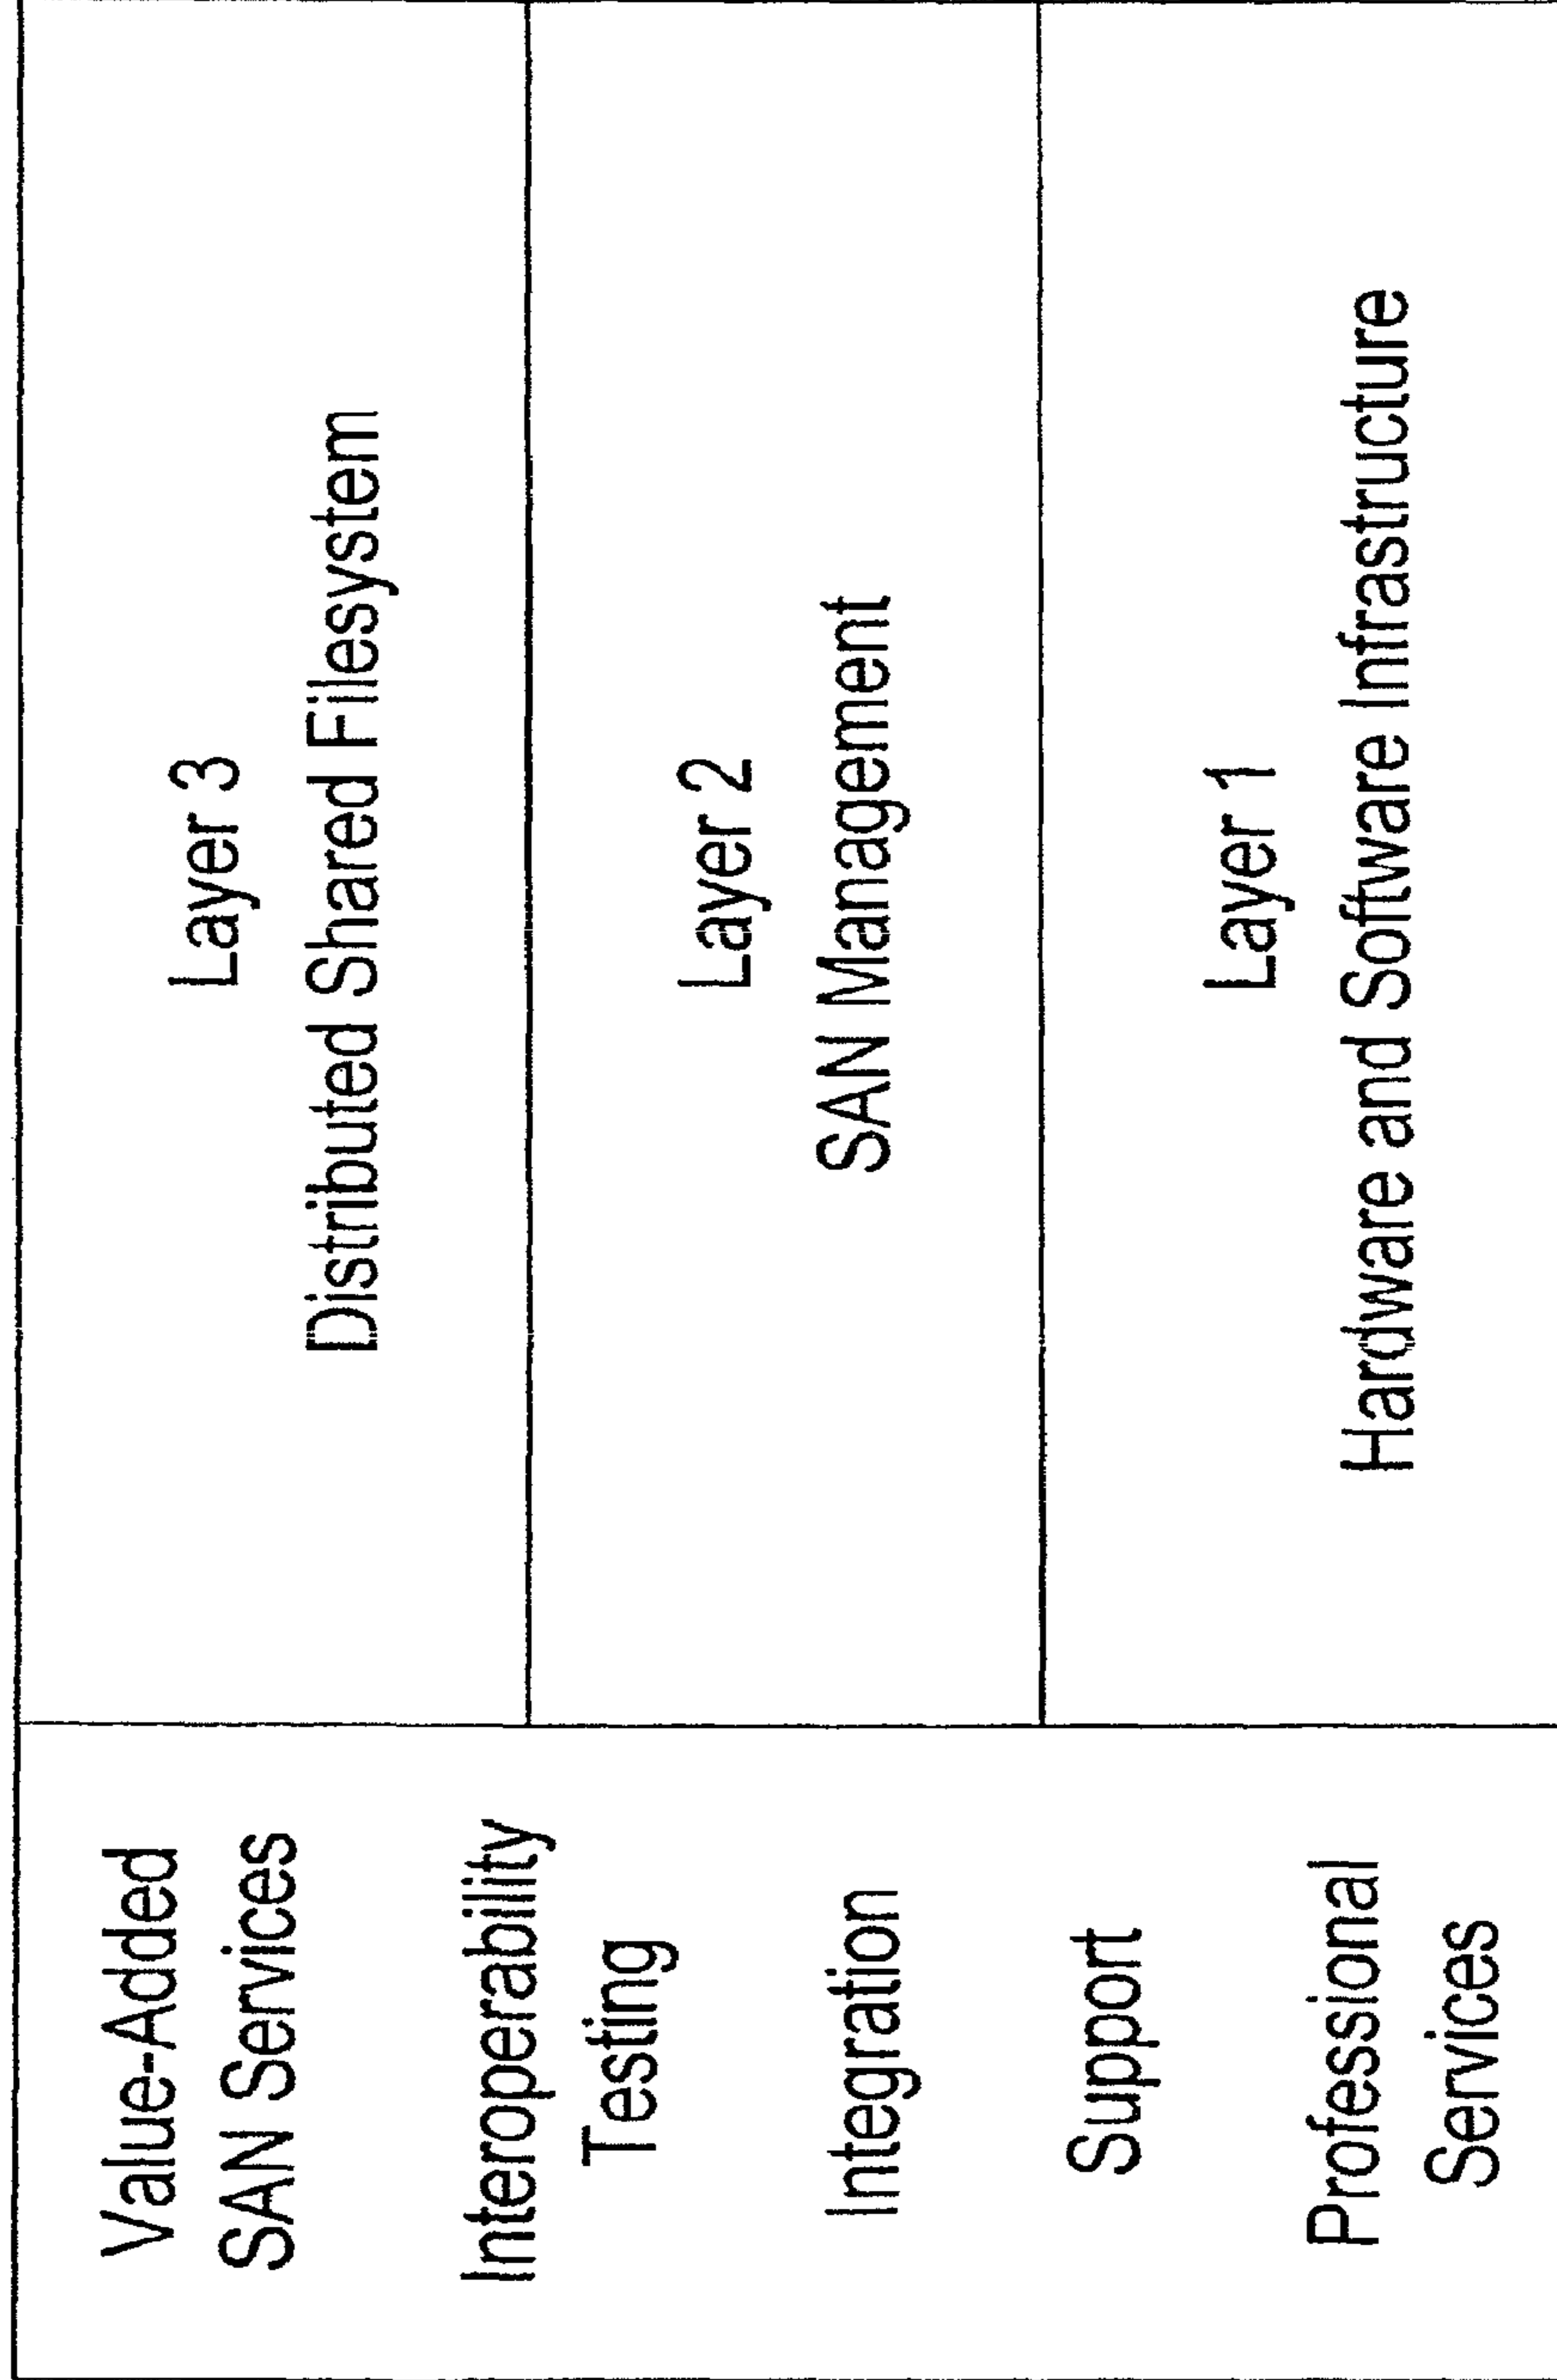 Value-Added
SAN Services
Interoperability
Testing
Integration
Support
Professional
Services
Layer 3
Distributed Shared Filesystem
Layer 2
SAN Management
Layer 1
Hardware and Software Infrastructure